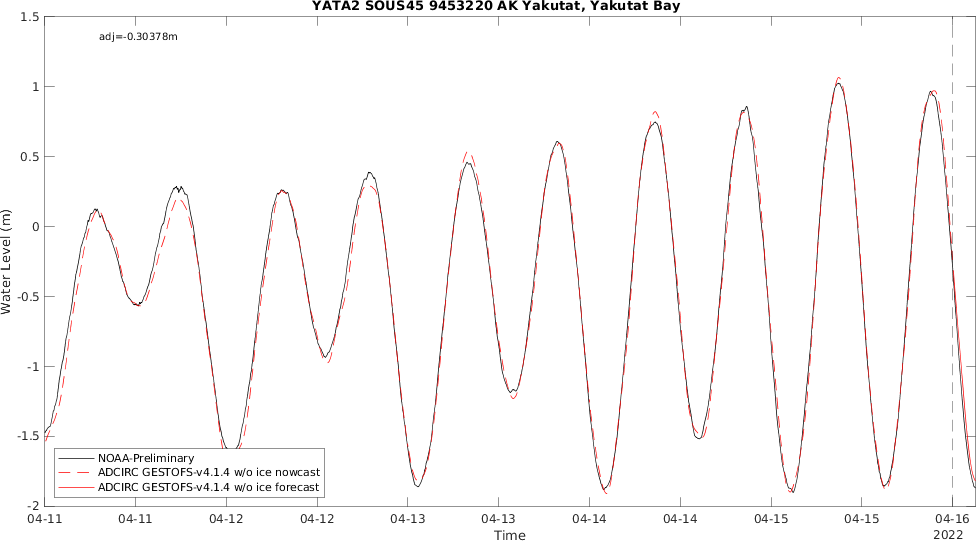 YATA2 SOUS45 9453220 AK Yakutat, Yakutat Bay
adj=-0.30378m
1.5
1
0.5
0
-0.5
-1
-1.5
-2
Water Level (m)
NOAA-Preliminary
ADCIRC GESTOFS-v4.1.4 w/o ice nowcast
ADCIRC GESTOFS-v4.1.4 w/o ice forecast
04-11 04-11 04-12 04-12 04-13 04-13 04-14 04-14 04-15 04-15 04-16
Time
2022